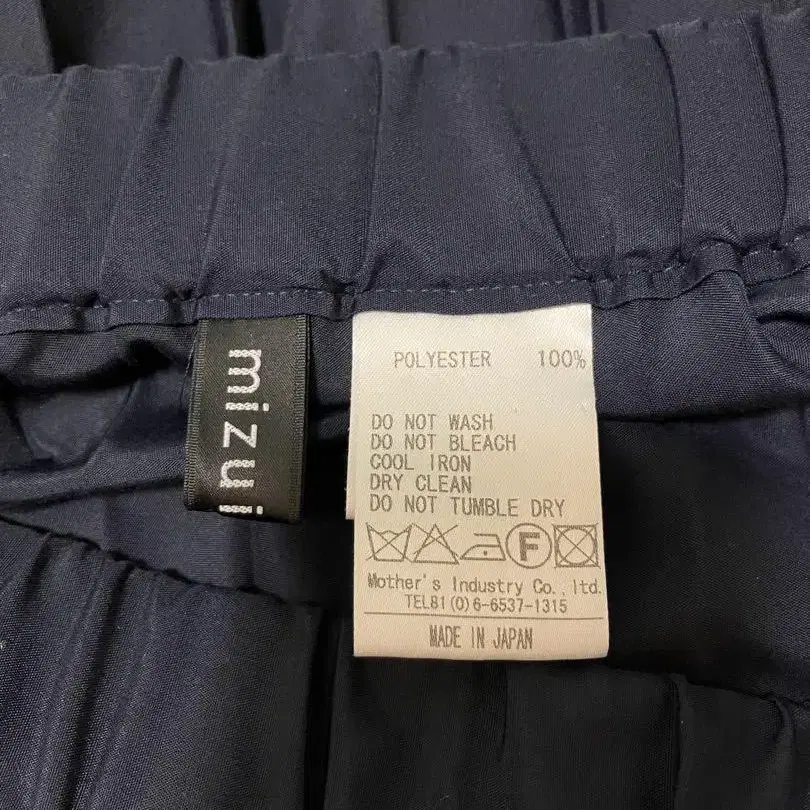 mizui
POLYESTER 100%
DO NOT WASH
DO NOT BLEACH
COOL IRON
DRY CLEAN
DO NOT TUMBLE DRY
F
Mother's Industry Co., ltd.
TEL81(0)6-6537-1315
MADE IN JAPAN